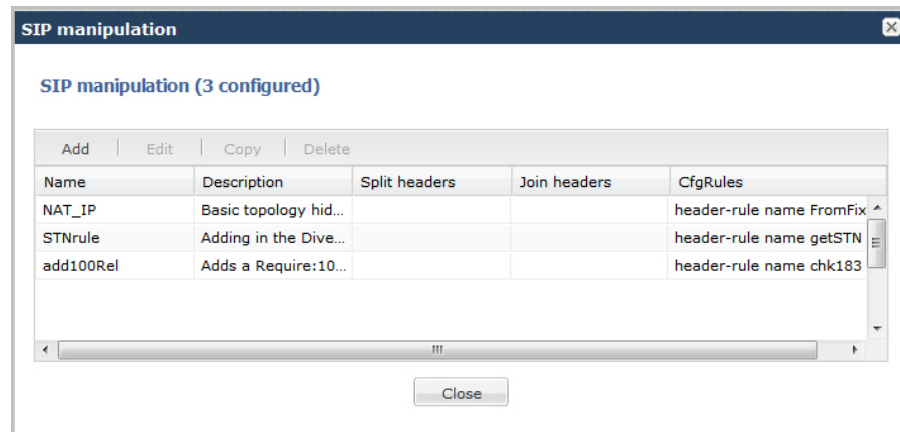 SIP manipulation
SIP manipulation (3 configured)
Add Edit Copy Delete
Name Description Split headers Join headers CfgRules
NAT_IP Basic topology hid... header-rule name FromFix
STNrule Adding in the Dive... header-rule name getSTN
add100Rel Adds a Require:10... header-rule name chk183
Close